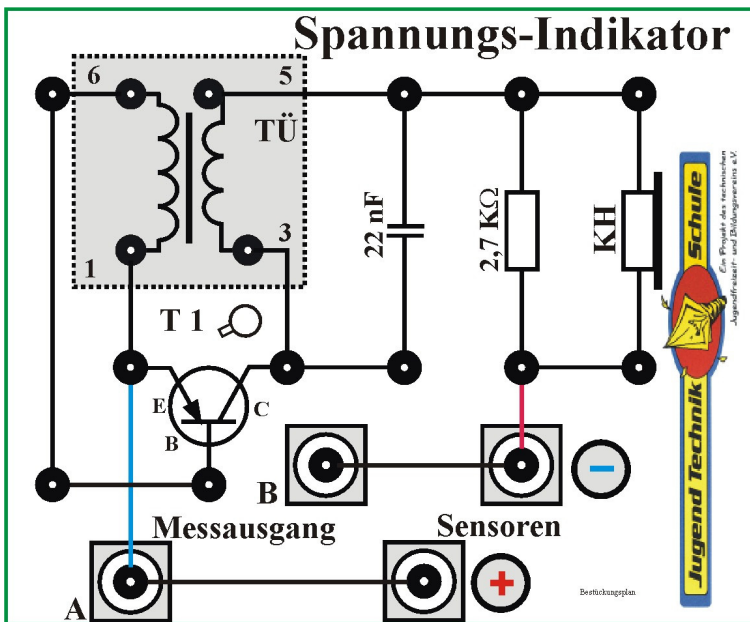 Spannungs-Indikator
6
5
TÜ
1
3
22 nF
2,7 KΩ
KH
T 1
E
C
B
B
−
Messausgang
Sensoren
A
+
Bestückungsplan
Jugend Technik Schule
Ein Projekt des technischen
Jugendfreizeit- und Bildungsvereins e.V.